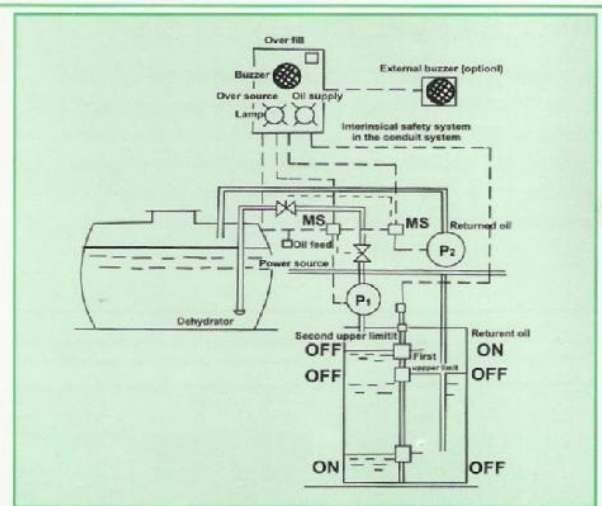 Over fill
Buzzer
External buzzer (optionl)
Over source Oil supply
Lamp
Interinsical safety system
in the conduit system
MS
MS
Returned oil
P2
Oil feed
Power source
P1
Dehydrator
Second upper limitit
Returent oil
OFF
First
ON
OFF
uppper limit
OFF
ON
OFF